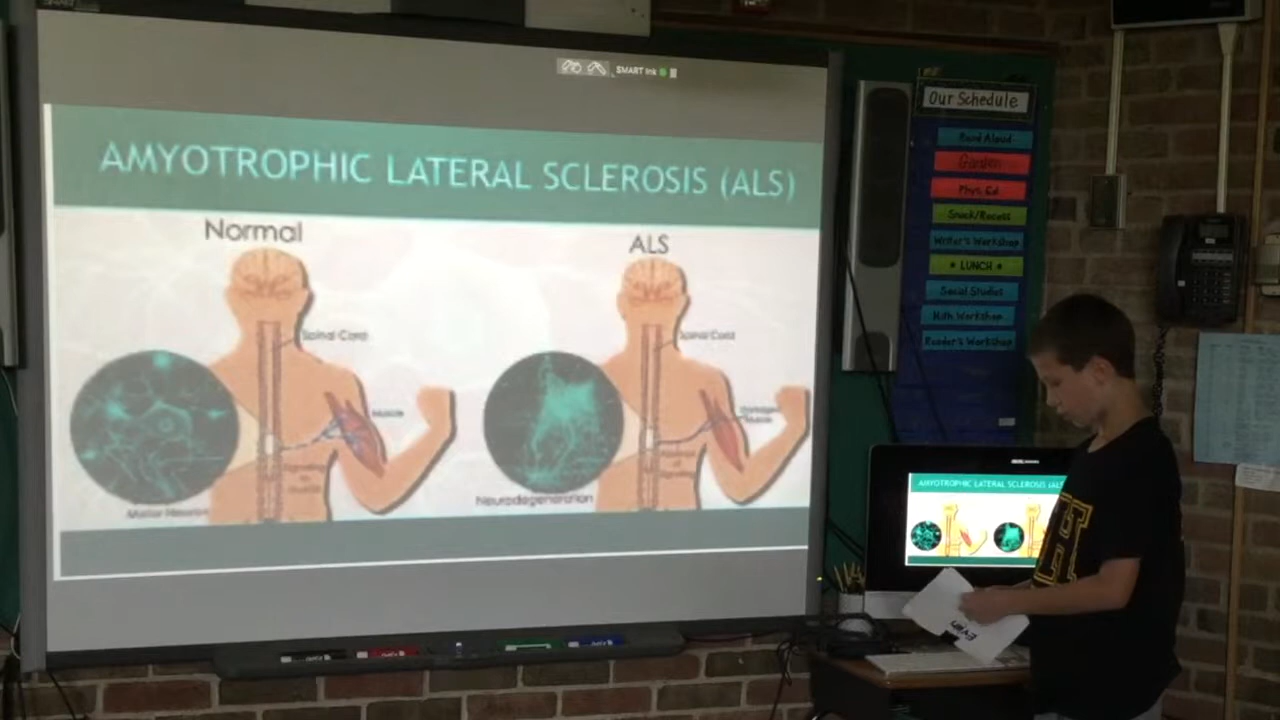 SMART Ink
AMYOTROPHIC LATERAL SCLEROSIS (ALS)
Normal
ALS
Spinal Cord
Spinal Cord
Muscle
Muscle
Motor Neuron
Neurodegeneration
Our Schedule
Read Aloud
Garden
Phys. Ed
Snack/Recess
Writer's Workshop
* LUNCH *
Social Studies
Math Workshop
Reader's Workshop
AMYOTROPHIC LATERAL SCLEROSIS (ALS